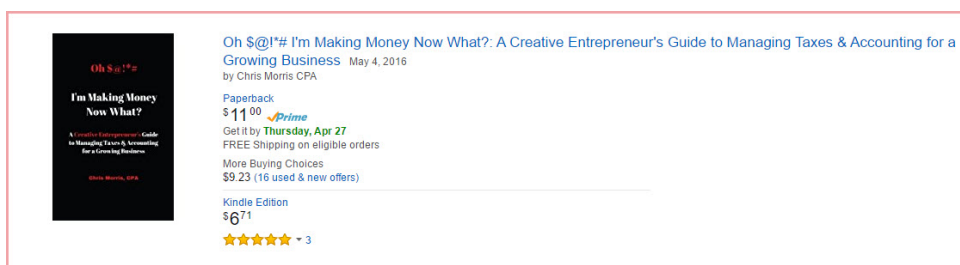 Oh $@!*#
I'm Making Money
Now What?
A Creative Entrepreneur's Guide
to Managing Taxes & Accounting
for a Growing Business
Chris Morris, CPA
Oh $@!*# I'm Making Money Now What?: A Creative Entrepreneur's Guide to Managing Taxes & Accounting for a
Growing Business May 4, 2016
by Chris Morris CPA
Paperback
$11 00 Prime
Get it by Thursday, Apr 27
FREE Shipping on eligible orders
More Buying Choices
$9.23 (16 used & new offers)
Kindle Edition
$6 71
3